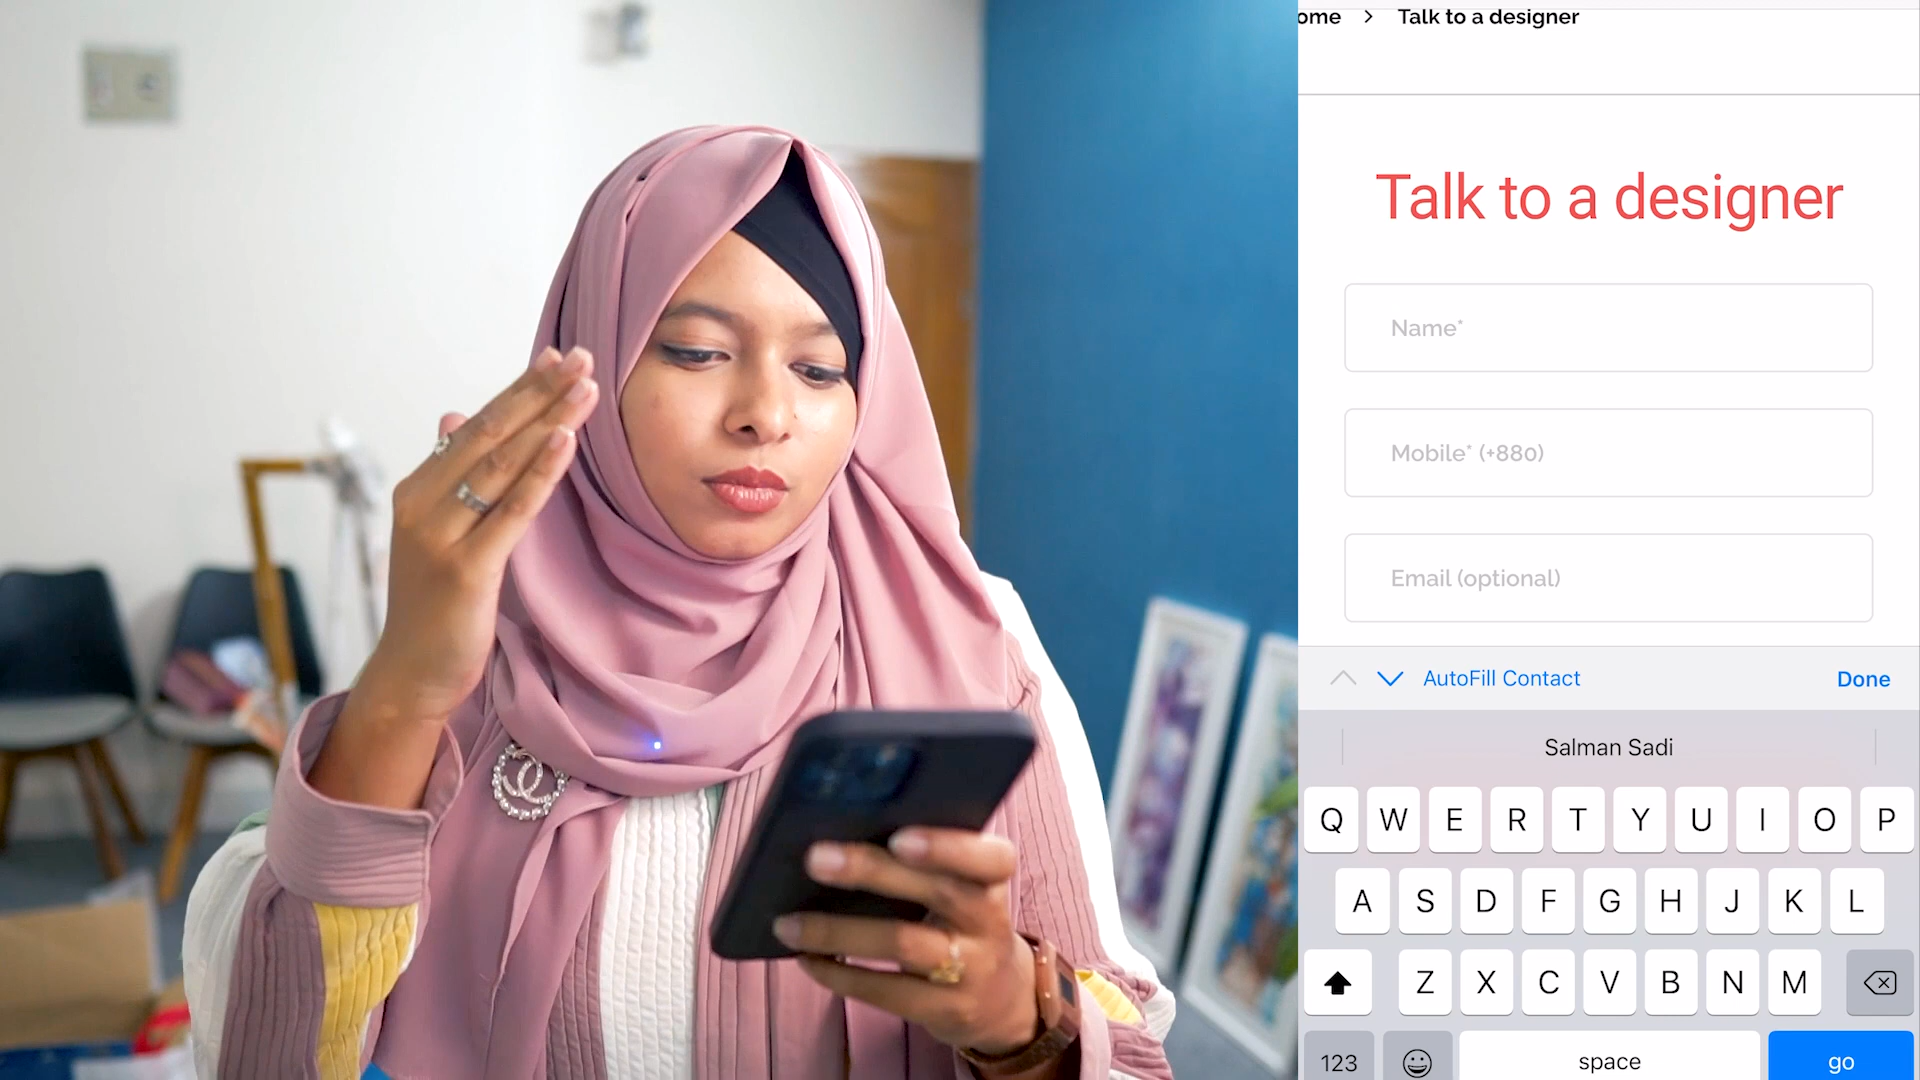 ome > Talk to a designer
Talk to a designer
Name*
Mobile* (+880)
Email (optional)
AutoFill Contact Done
Salman Sadi
Q W E R T Y U I O P
A S D F G H J K L
Z X C V B N M
123 space go